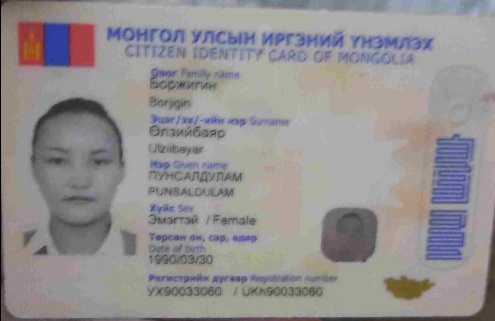 МОНГОЛ УЛСЫН ИРГЭНИЙ ҮНЭМЛЭХ
CITIZEN IDENTITY CARD OF MONGOLIA
Овог Family name
Боржигин
Borjigin
Эцэг/эх/-ийн нэр Surname
Өлзийбаяр
Ulziibayar
Нэр Given name
ПУНСАЛДУЛАМ
PUNSALDULAM
Хүйс Sex
Эмэгтэй / Female
Төрсөн он, сар, өдөр
Date of birth
1990/03/30
Регистрийн дугаар Registration number
УХ90033060 / UKh90033060